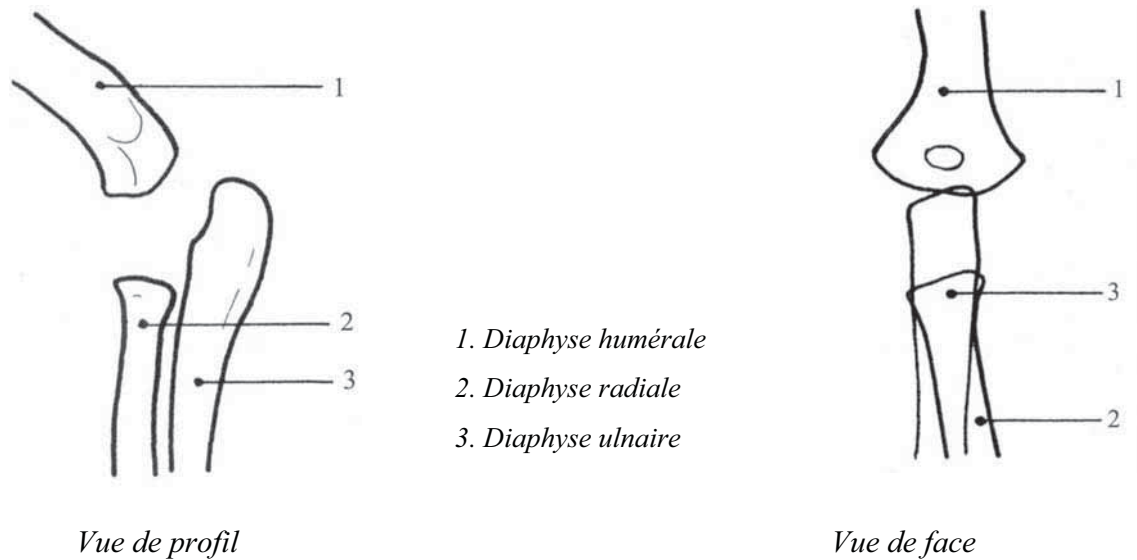 1
2
3
1. Diaphyse humérale
2. Diaphyse radiale
3. Diaphyse ulnaire
1
3
2
Vue de profil
Vue de face